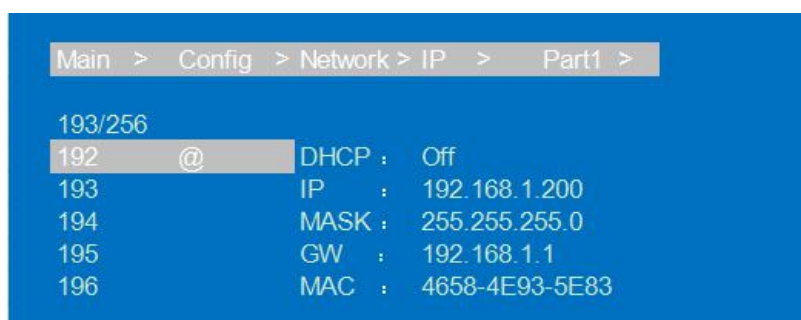 Main > Config > Network > IP > Part1 >
193/256
192 @ DHCP : Off
193 IP : 192.168.1.200
194 MASK : 255.255.255.0
195 GW : 192.168.1.1
196 MAC : 4658-4E93-5E83